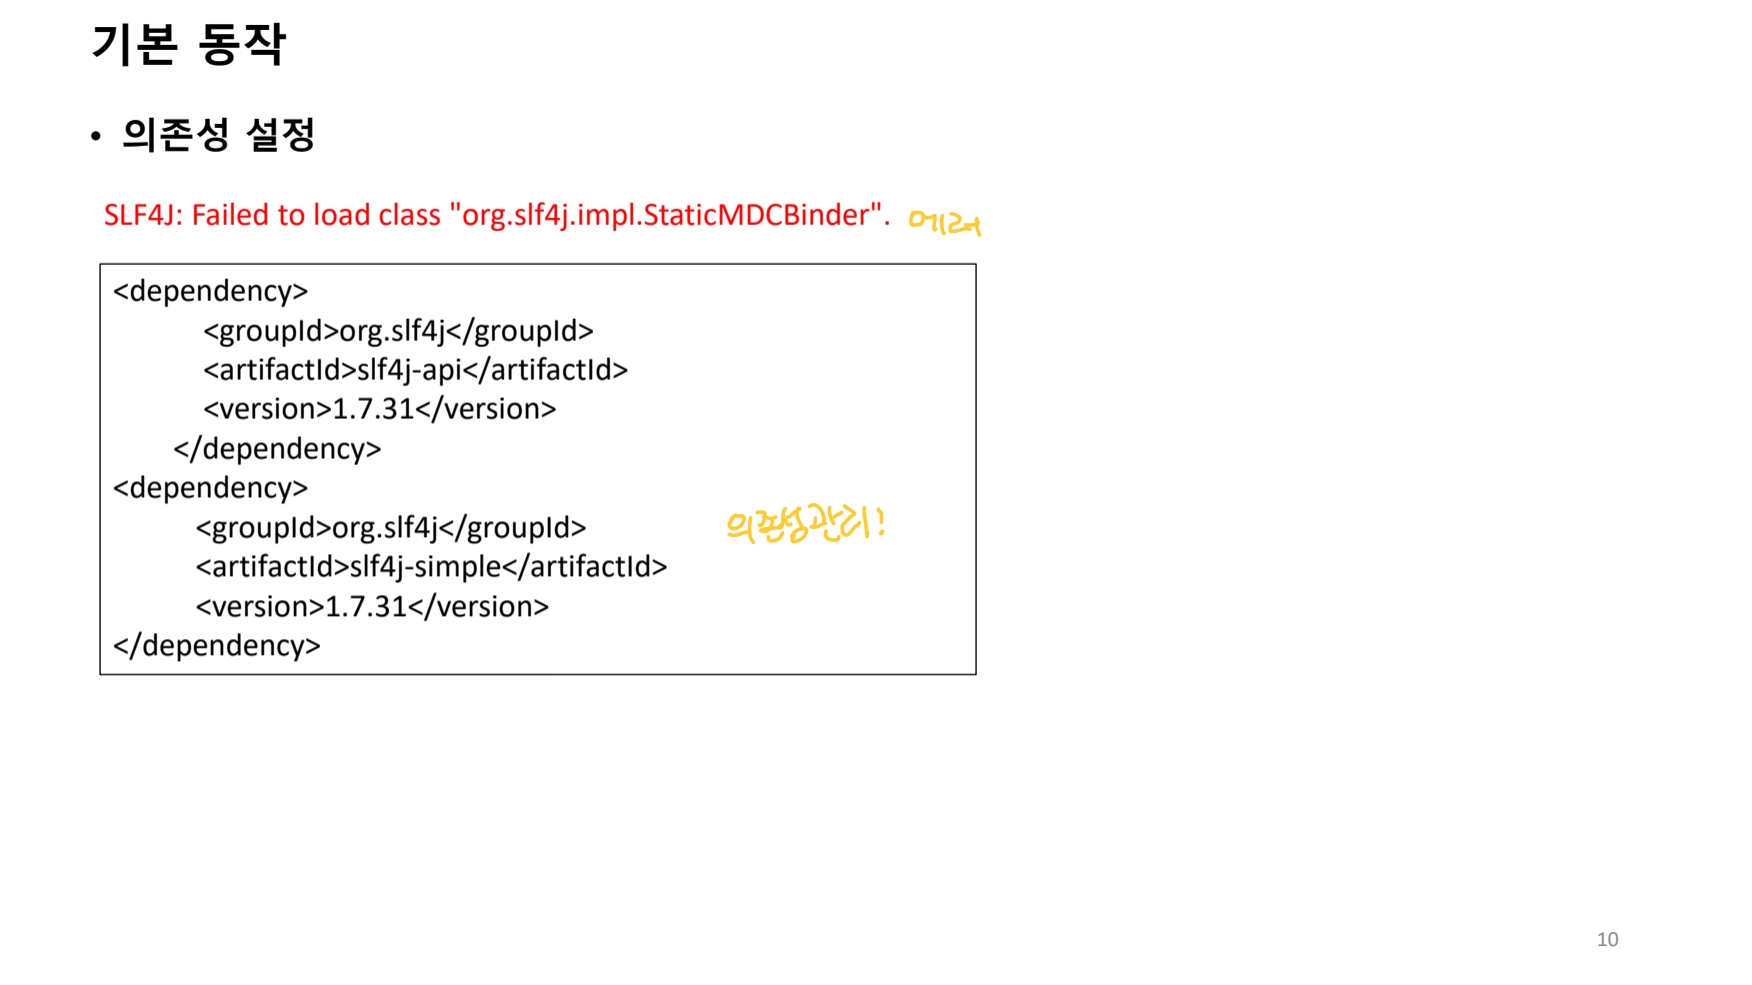 기본 동작
• 의존성 설정
SLF4J: Failed to load class "org.slf4j.impl.StaticMDCBinder". 에러
<dependency>
<groupId>org.slf4j</groupId>
<artifactId>slf4j-api</artifactId>
<version>1.7.31</version>
</dependency>
<dependency>
<groupId>org.slf4j</groupId> 의존성관리!
<artifactId>slf4j-simple</artifactId>
<version>1.7.31</version>
</dependency>
10